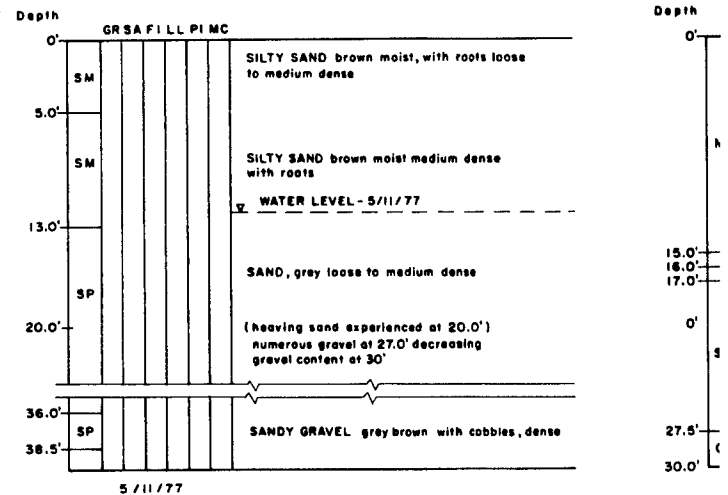 Depth
GR SA FI LL PI MC
0'
SM
SILTY SAND brown moist, with roots loose
to medium dense
5.0'
SM
SILTY SAND brown moist medium dense
with roots
WATER LEVEL - 5/11/77
13.0'
SP
SAND, grey loose to medium dense
20.0'
(heaving sand experienced at 20.0')
numerous gravel at 27.0' decreasing
gravel content at 30'
36.0'
SP
SANDY GRAVEL grey brown with cobbles, dense
38.5'
5/11/77
Depth
0'
15.0'
16.0'
17.0'
0'
27.5'
30.0'